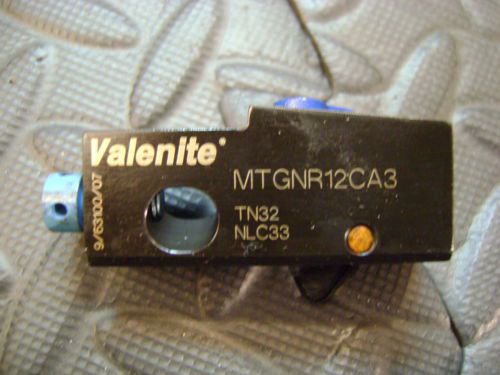 Valenite
MTGNR12CA3
TN32
NLC33
9/63100/07